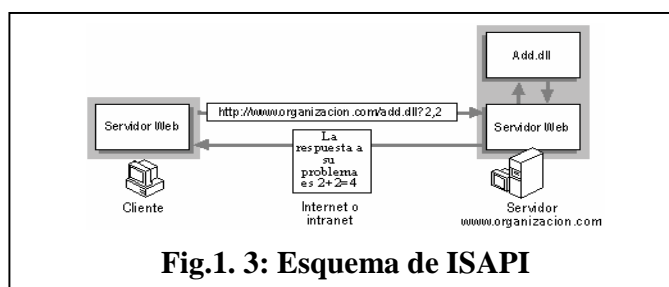 Add.dll
Servidor Web
http://www.organizacion.com/add.dll?2,2
Servidor Web
La
respuesta a
su
problema
es 2+2=4
Cliente
Internet o
intranet
Servidor
www.organizacion.com
Fig.1. 3: Esquema de ISAPI